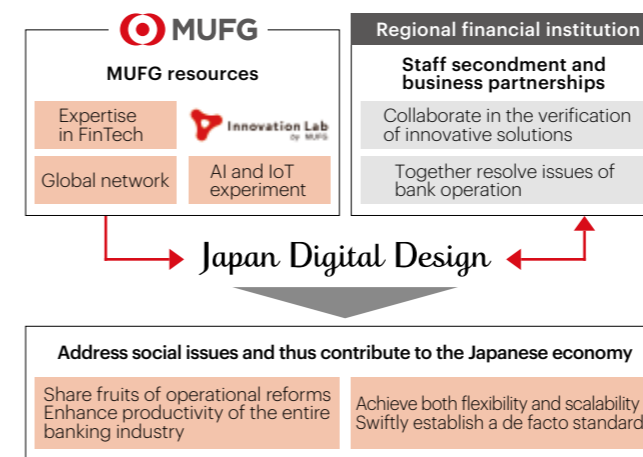 MUFG
MUFG resources
Expertise
in FinTech
Innovation Lab
by MUFG
Global network
AI and IoT
experiment
Regional financial institution
Staff secondment and
business partnerships
Collaborate in the verification
of innovative solutions
Together resolve issues of
bank operation
Japan Digital Design
Address social issues and thus contribute to the Japanese economy
Share fruits of operational reforms
Enhance productivity of the entire
banking industry
Achieve both flexibility and scalability
Swiftly establish a de facto standard